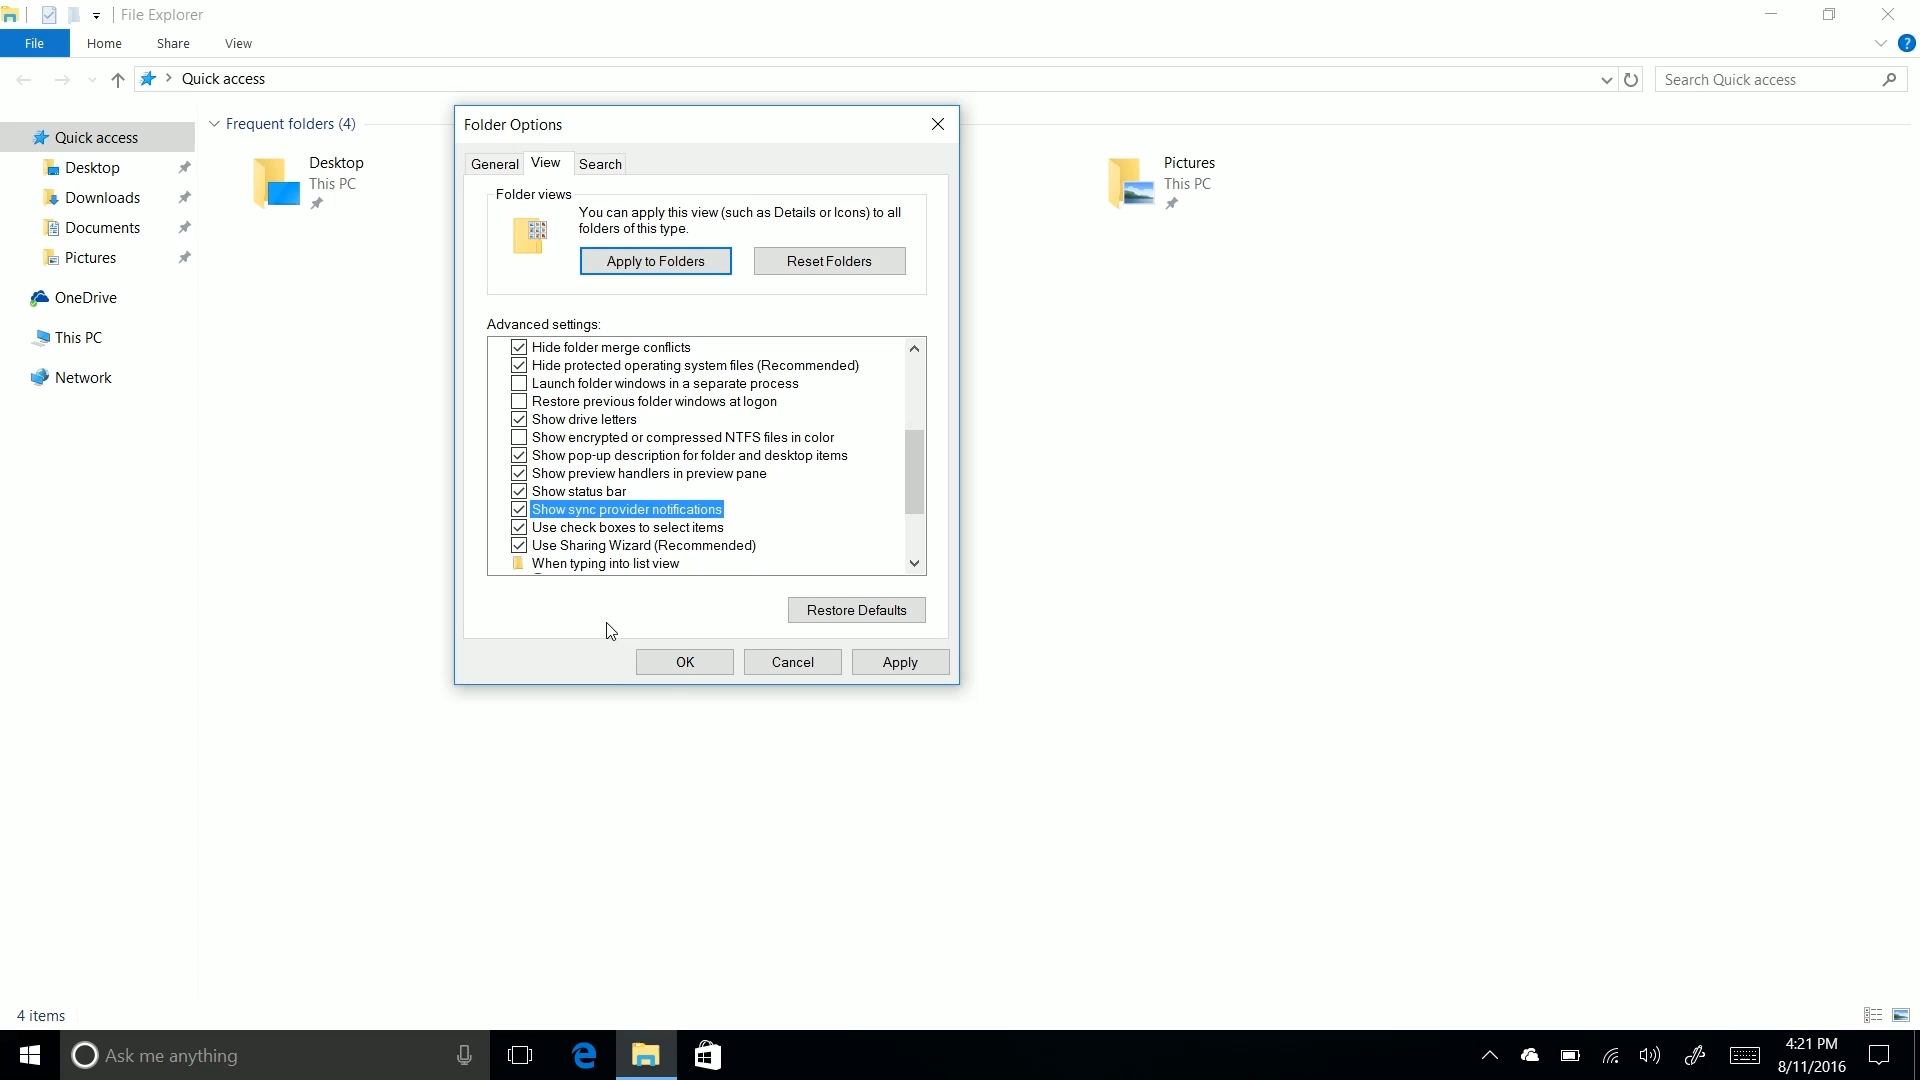 File Explorer
File Home Share View
Quick access
Search Quick access
Quick access
Desktop
Downloads
Documents
Pictures
OneDrive
This PC
Network
Frequent folders (4)
Desktop
This PC
Pictures
This PC
Folder Options
General View Search
Folder views
You can apply this view (such as Details or Icons) to all
folders of this type.
Apply to Folders Reset Folders
Advanced settings:
Hide folder merge conflicts
Hide protected operating system files (Recommended)
Launch folder windows in a separate process
Restore previous folder windows at logon
Show drive letters
Show encrypted or compressed NTFS files in color
Show pop-up description for folder and desktop items
Show preview handlers in preview pane
Show status bar
Show sync provider notifications
Use check boxes to select items
Use Sharing Wizard (Recommended)
When typing into list view
Restore Defaults
OK Cancel Apply
4 items
Ask me anything
4:21 PM
8/11/2016